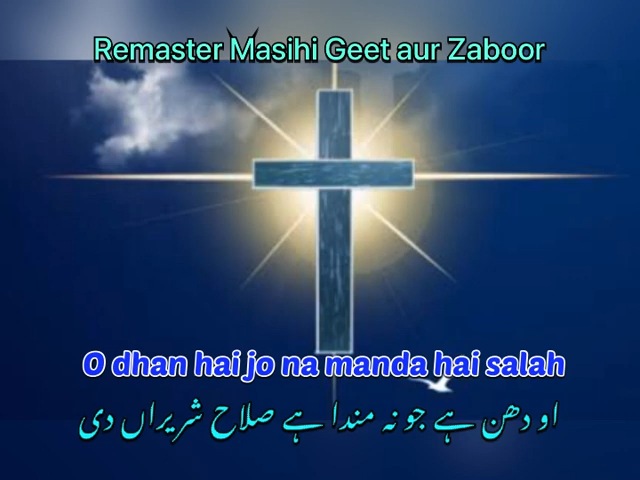 Remaster Masihi Geet aur Zaboor
O dhan hai jo na manda hai salah
او دھن ہے جو نہ مندا ہے صلاح شریراں دی